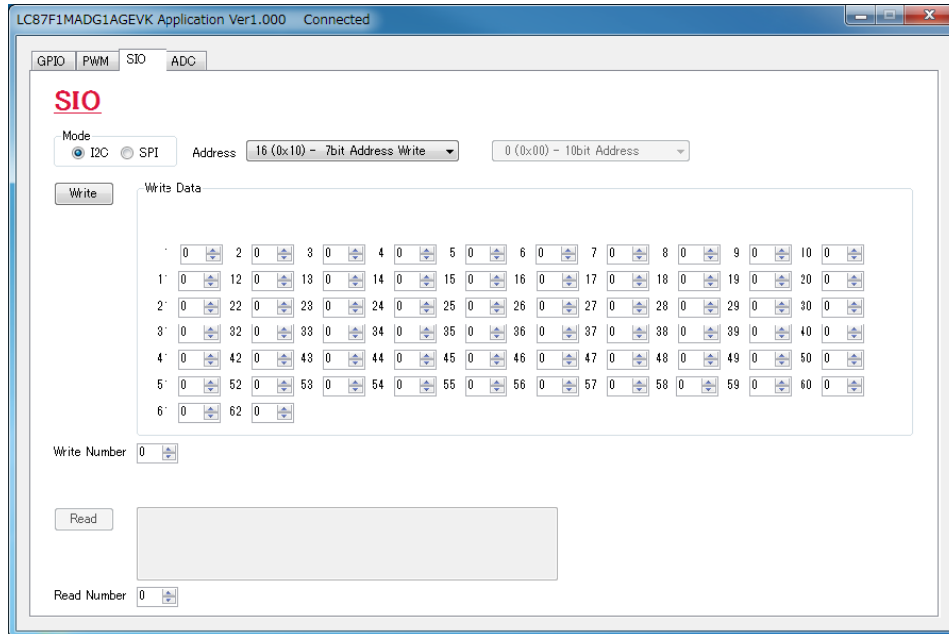 LC87F1MADG1AGEVK Application Ver1.000 Connected
GPIO PWM SIO ADC
SIO
Mode
I2C SPI Address 16 (0x10) - 7bit Address Write 0 (0x00) - 10bit Address
Write Write Data
0 2 0 3 0 4 0 5 0 6 0 7 0 8 0 9 0 10 0
0 12 0 13 0 14 0 15 0 16 0 17 0 18 0 19 0 20 0
0 22 0 23 0 24 0 25 0 26 0 27 0 28 0 29 0 30 0
0 32 0 33 0 34 0 35 0 36 0 37 0 38 0 39 0 40 0
0 42 0 43 0 44 0 45 0 46 0 47 0 48 0 49 0 50 0
0 52 0 53 0 54 0 55 0 56 0 57 0 58 0 59 0 60 0
0 62 0
Write Number 0
Read
Read Number 0